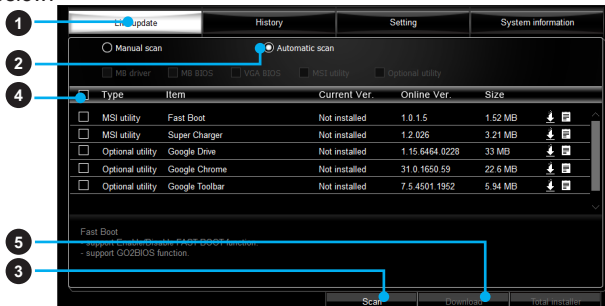 1
Live update History Setting System information
Manual scan Automatic scan
2
MB driver MB BIOS VGA BIOS MSI utility Optional utility
4
Type Item Current Ver. Online Ver. Size
MSI utility Fast Boot Not installed 1.0.1.5 1.52 MB
MSI utility Super Charger Not installed 1.2.026 3.21 MB
Optional utility Google Drive Not installed 1.15.6464.0228 33 MB
Optional utility Google Chrome Not installed 31.0.1650.59 22.6 MB
Optional utility Google Toolbar Not installed 7.5.4501.1952 5.94 MB
Fast Boot
5
- support Enable/Disable FAST BOOT function.
- support GO2BIOS function.
3
Scan Download Total installer